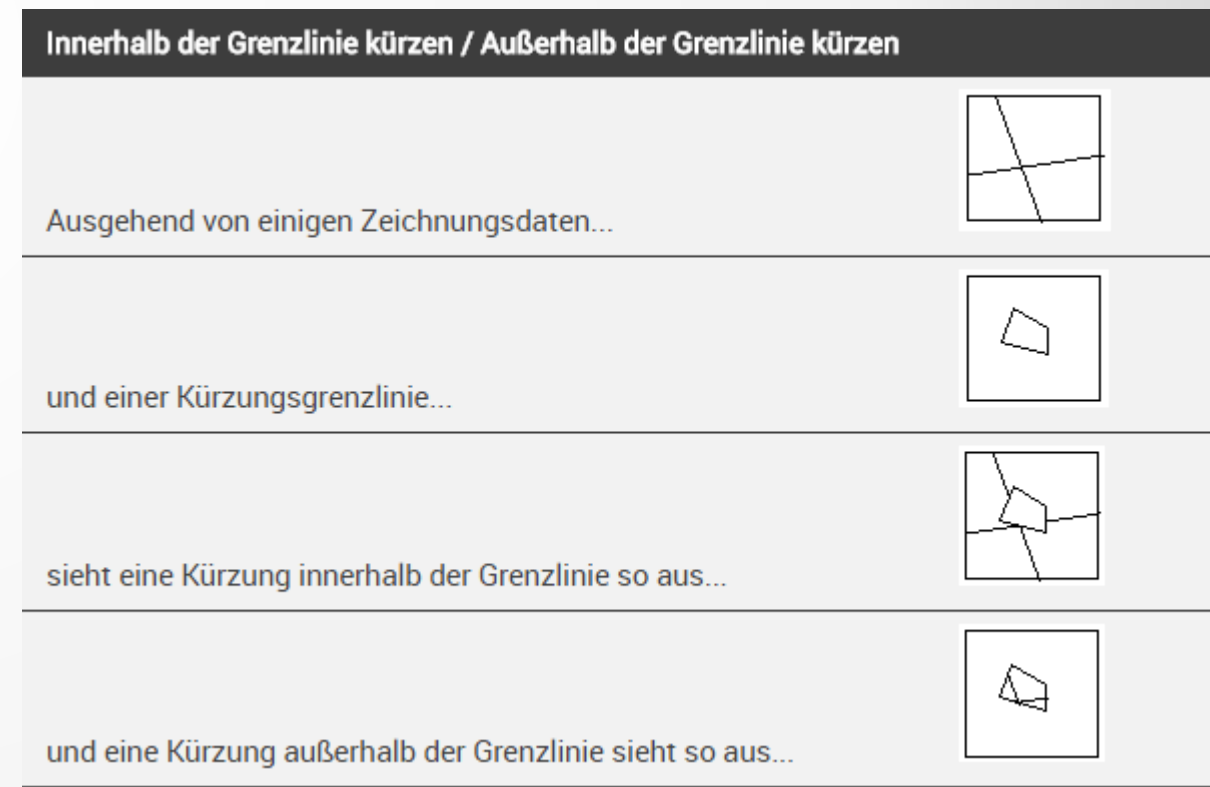 Innerhalb der Grenzlinie kürzen / Außerhalb der Grenzlinie kürzen
Ausgehend von einigen Zeichnungsdaten...
und einer Kürzungsgrenzlinie...
sieht eine Kürzung innerhalb der Grenzlinie so aus...
und eine Kürzung außerhalb der Grenzlinie sieht so aus...